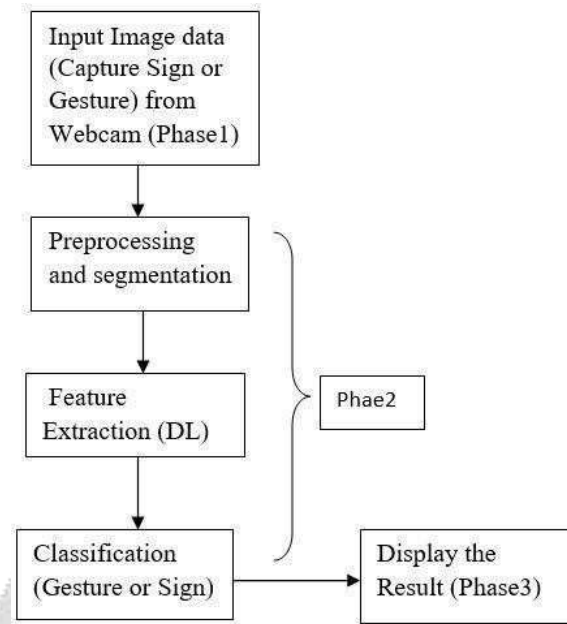 Input Image data
(Capture Sign or
Gesture) from
Webcam (Phase1)
Preprocessing
and segmentation
Feature
Extraction (DL)
Phae2
Classification
(Gesture or Sign)
Display the
Result (Phase3)